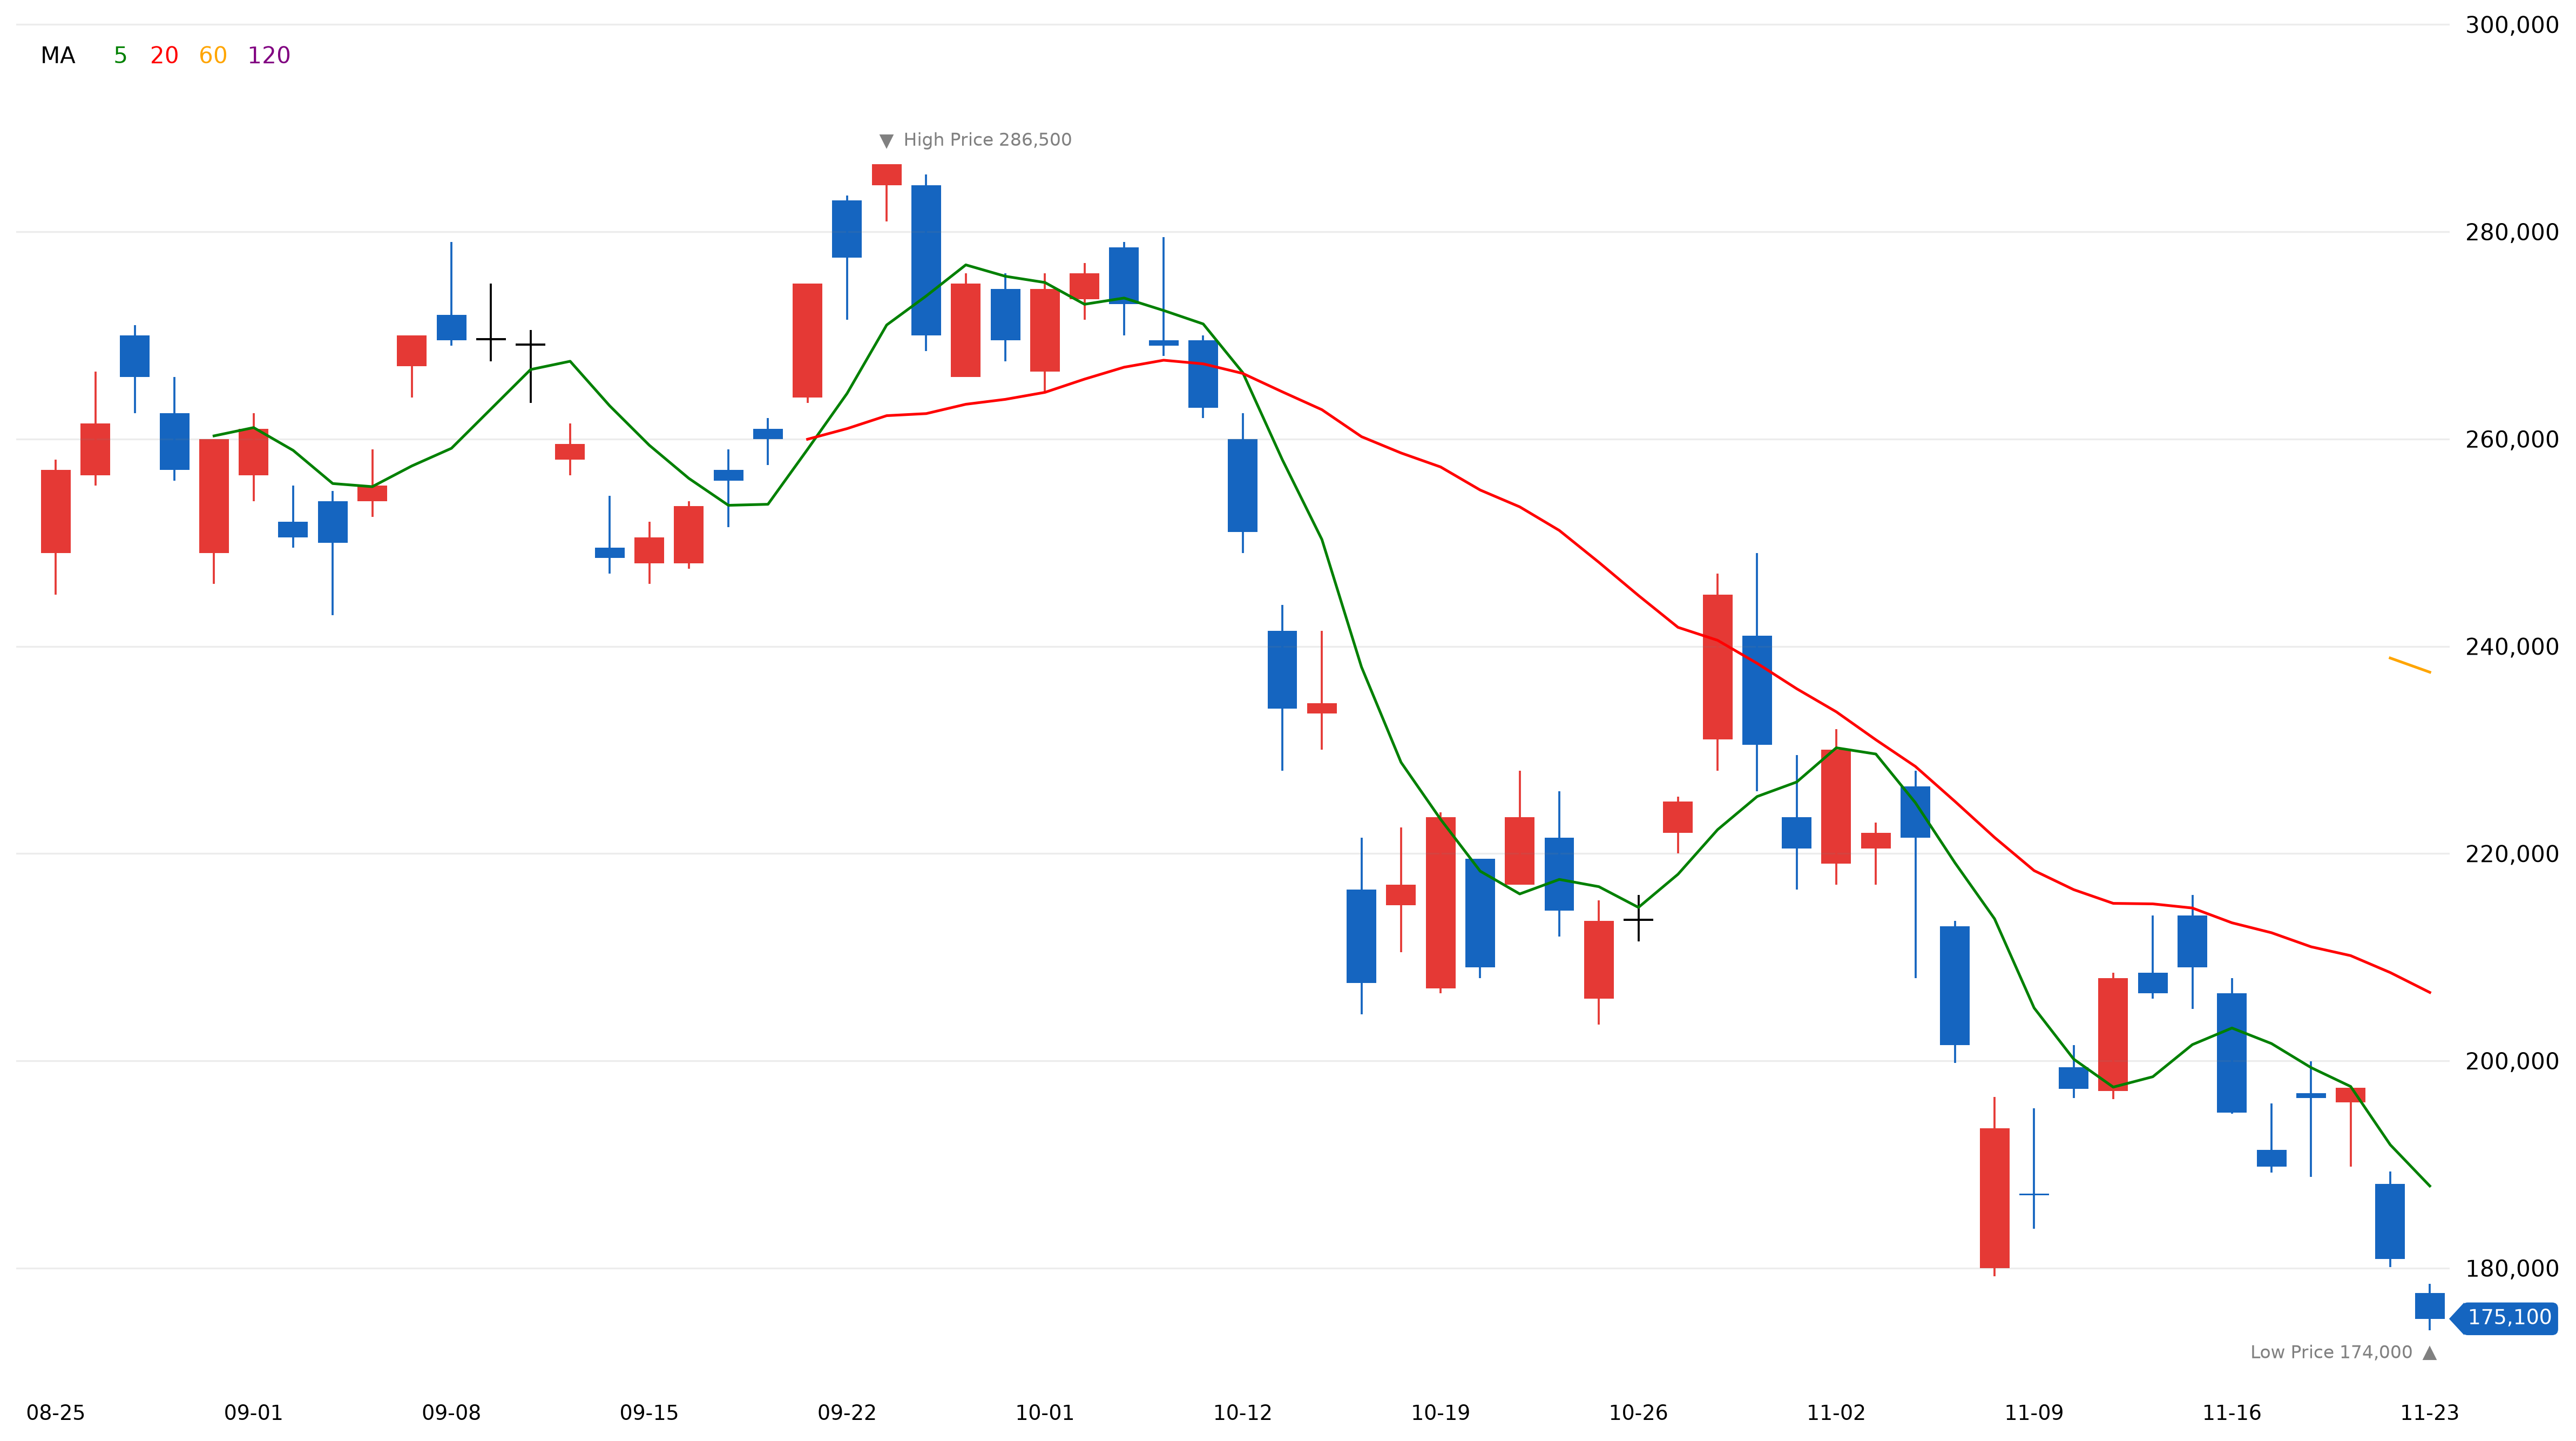 300,000
MA 5 20 60 120
▼ High Price 286,500
280,000
260,000
240,000
220,000
200,000
180,000
175,100
Low Price 174,000 ▲
08-25 09-01 09-08 09-15 09-22 10-01 10-12 10-19 10-26 11-02 11-09 11-16 11-23